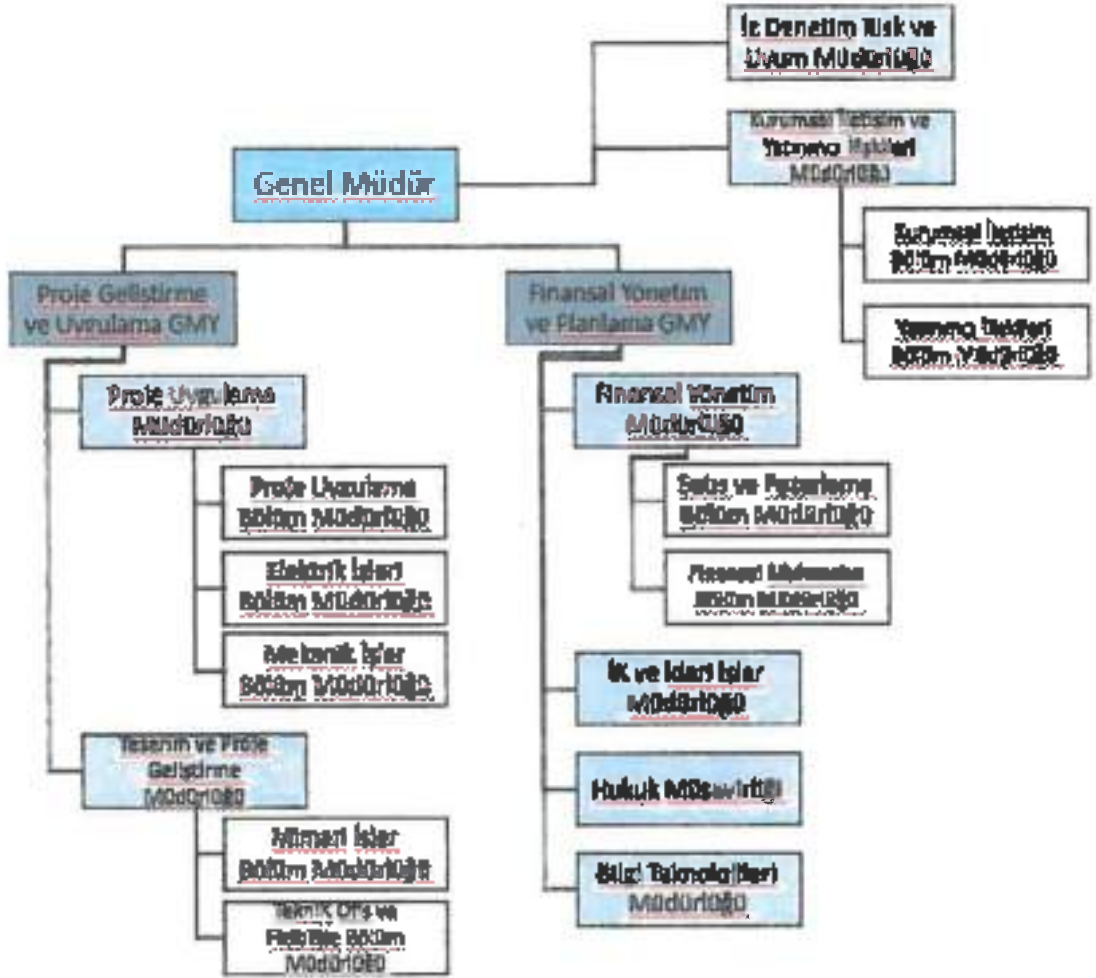 İç Denetim Risk ve
Uyum Müdürlüğü
Kurumsal İletişim ve
Yatırımcı İlişkileri
Müdürlüğü
Genel Müdür
Kurumsal İletişim
Bölüm Müdürlüğü
Yatırımcı İlişkileri
Bölüm Müdürlüğü
Proje Geliştirme
ve Uygulama GMY
Finansal Yönetim
ve Planlama GMY
Proje Uygulama
Müdürlüğü
Proje Uygulama
Bölüm Müdürlüğü
Elektrik İşleri
Bölüm Müdürlüğü
Mekanik İşler
Bölüm Müdürlüğü
Tasarım ve Proje
Geliştirme
Müdürlüğü
Mimari İşler
Bölüm Müdürlüğü
Teknik Ofis ve
Bölüm
Müdürlüğü
Finansal Yönetim
Müdürlüğü
Satış ve Pazarlama
Bölüm Müdürlüğü
Finansal
Bölüm Müdürlüğü
İK ve İdari İşler
Müdürlüğü
Hukuk Müşavirliği
Bilgi Teknolojileri
Müdürlüğü